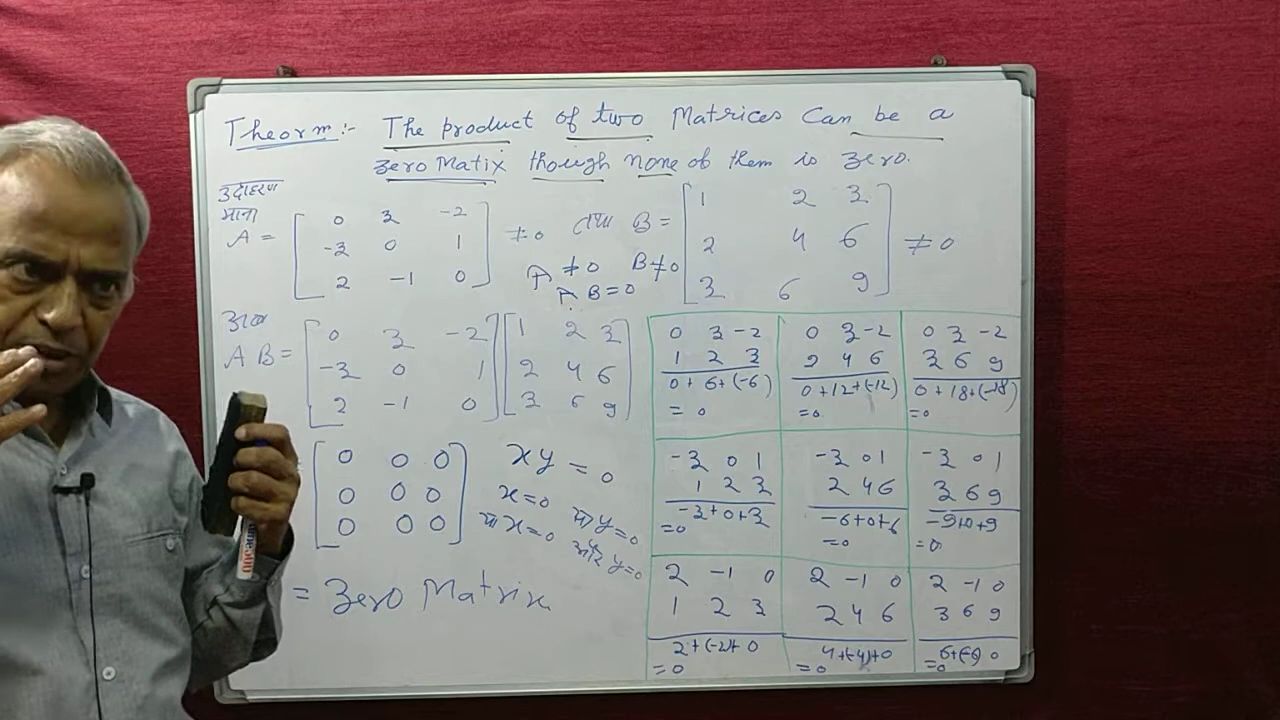 Theorm :- The product of two Matrices Can be a
zero Matix though none of them is zero.
उदाहरण
माना
A = [ 0 3 -2 ] ≠0 तथा B = [ 1 2 3 ]
[ -3 0 1 ] [ 2 4 6 ] ≠0
[ 2 -1 0 ] [ 3 6 9 ]
A ≠0 B≠0
A B=0
अतः
A B = [ 0 3 -2 ] [ 1 2 3 ]
[ -3 0 1 ] [ 2 4 6 ]
[ 2 -1 0 ] [ 3 6 9 ]
[ 0 0 0 ]
[ 0 0 0 ]
[ 0 0 0 ]
= Zero Matrix
xy = 0
x=0 या y=0
या x=0 और y=0
0 3 -2
1 2 3
0+6+(-6)
= 0
0 3 -2
2 4 6
0+12+(-12)
=0
0 3 -2
3 6 9
0+18+(-18)
=0
-3 0 1
1 2 3
-3+0+3
=0
-3 0 1
2 4 6
-6+0+6
=0
-3 0 1
3 6 9
-9+0+9
=0
2 -1 0
1 2 3
2+(-2)+0
=0
2 -1 0
2 4 6
4+(-4)+0
=0
2 -1 0
3 6 9
6+(-6) 0
=0